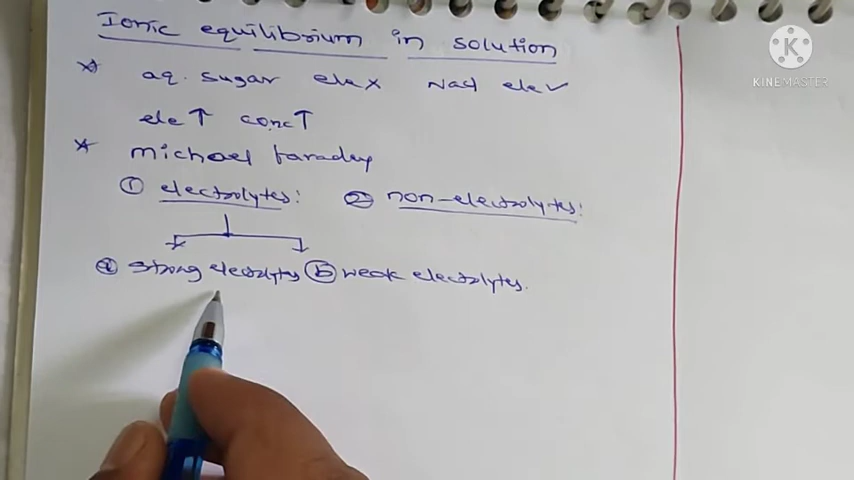 Ionic equilibrium in solution
* aq. sugar ele x Nacl ele ✓
ele ↑ conc ↑
* michael faraday
① electrolytes: ② non-electrolytes:
ⓐ strong electrolytes ⓑ weak electrolytes.
K
KINEMASTER